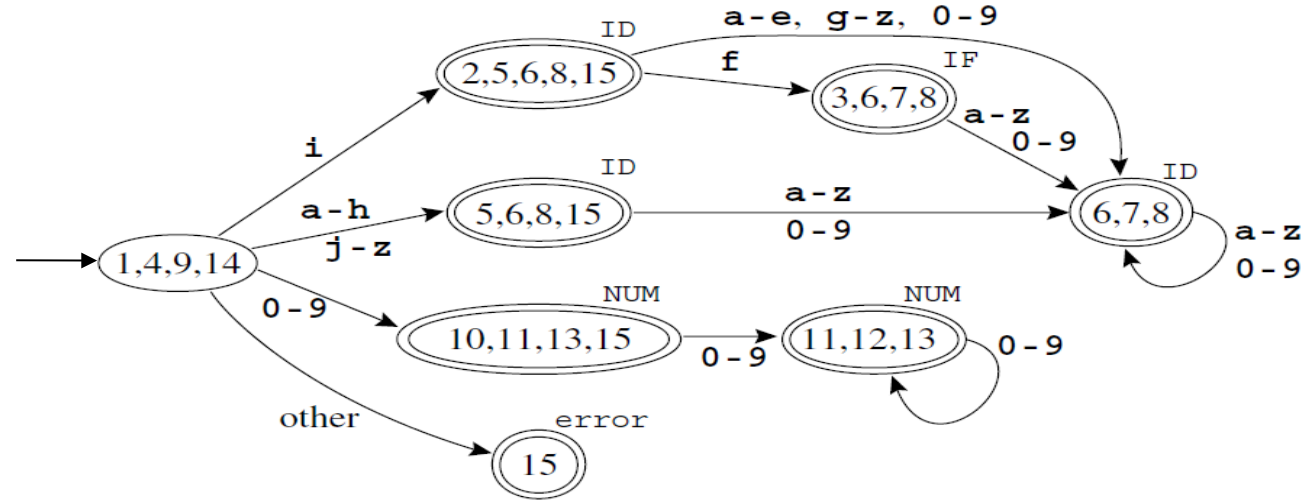 a-e, g-z, 0-9
ID
2,5,6,8,15
f
IF
3,6,7,8
a-z
0-9
i
ID
5,6,8,15
a-h
j-z
a-z
0-9
ID
6,7,8
a-z
0-9
1,4,9,14
0-9
NUM
10,11,13,15
0-9
NUM
11,12,13
0-9
other
error
15